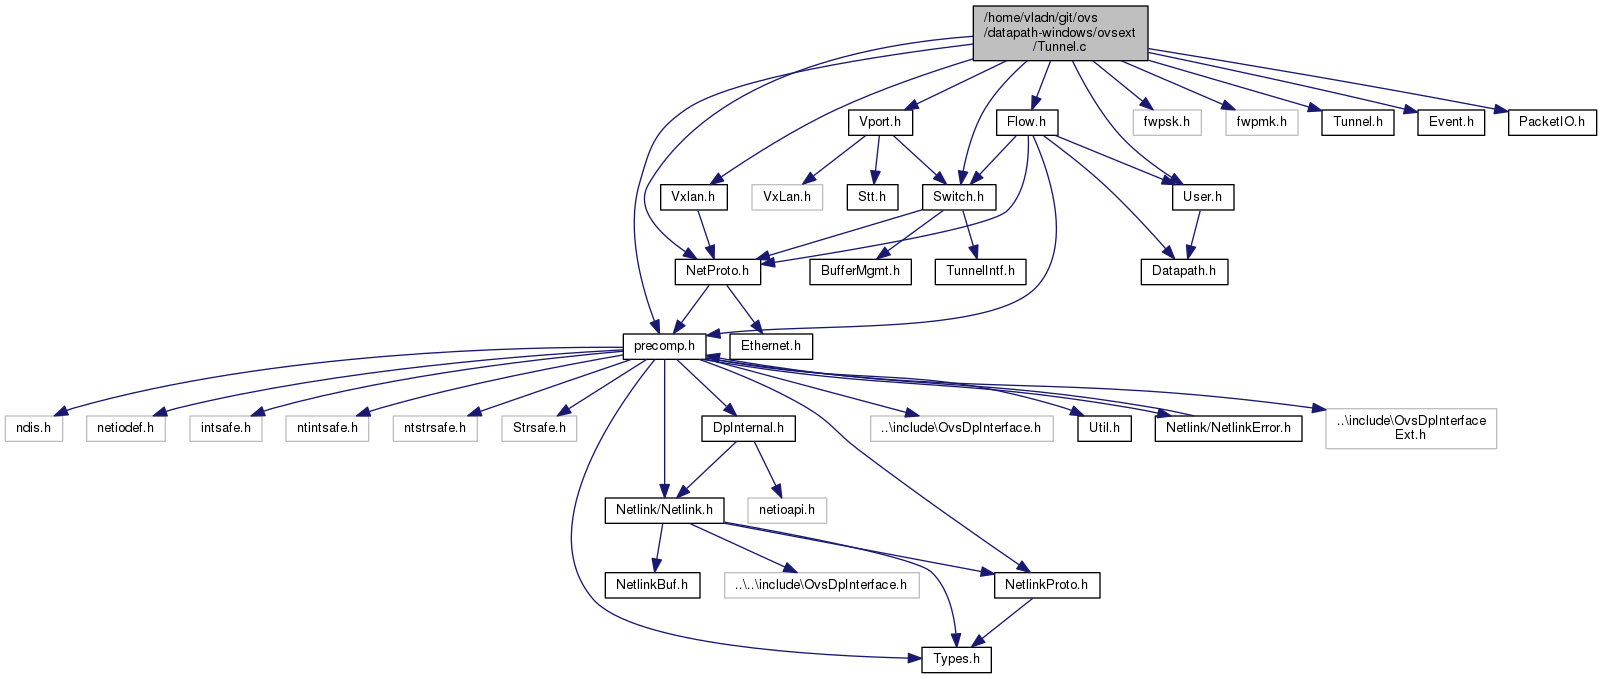 /home/vladn/git/ovs
/datapath-windows/ovsext
/Tunnel.c
Vport.h
Flow.h
fwpsk.h
fwpmk.h
Tunnel.h
Event.h
PacketIO.h
Vxlan.h
VxLan.h
Stt.h
Switch.h
User.h
NetProto.h
BufferMgmt.h
TunnelIntf.h
Datapath.h
precomp.h
Ethernet.h
ndis.h
netiodef.h
intsafe.h
ntintsafe.h
ntstrsafe.h
Strsafe.h
DpInternal.h
..\include\OvsDpInterface.h
Util.h
Netlink/NetlinkError.h
..\include\OvsDpInterface
Ext.h
Netlink/Netlink.h
netioapi.h
NetlinkBuf.h
..\..\include\OvsDpInterface.h
NetlinkProto.h
Types.h